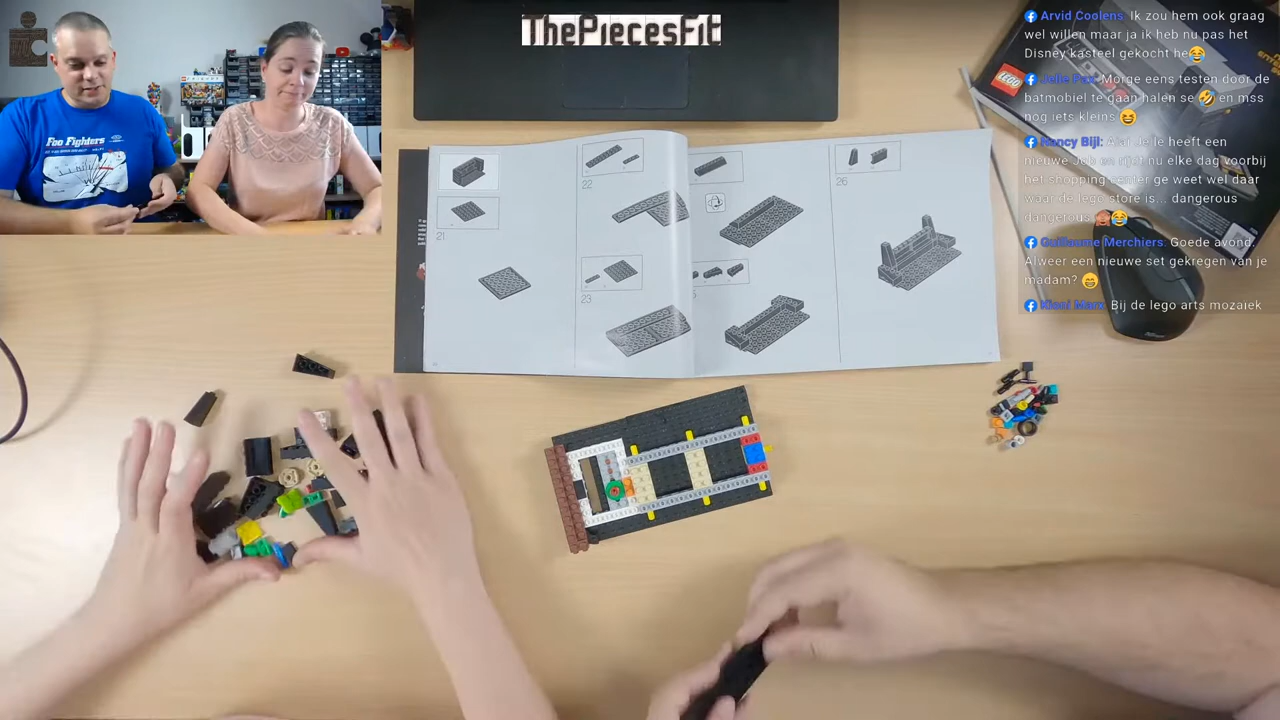 ThePiecesFit
Foo Fighters
LEGO
21
22
23
26
Arvid Coolens: Ik zou hem ook graag
wel willen maar ja ik heb nu pas het
Disney kasteel gekocht he😂
Morge eens testen door de
batmobiel te gaan halen se 🤣 en mss
nog iets kleins 😆
Nancy Bijl:
nieuwe job en rijdt nu elke dag voorbij
het shopping center ge weet wel daar
waar de lego store is... dangerous
dangerous 🙈😂
Guillaume Merchiers: Goede avond.
Alweer een nieuwe set gekregen van je
madam? 😁
Kioni Marx: Bij de lego arts mozaïek